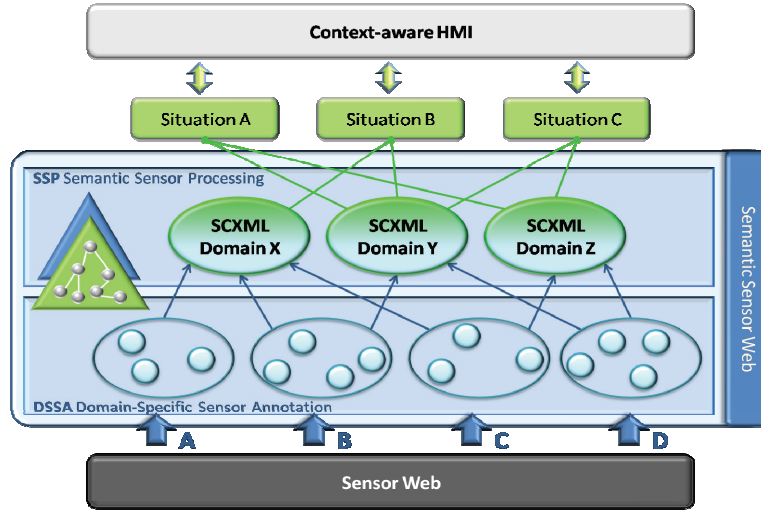 Context-aware HMI
Situation A
Situation B
Situation C
SSP Semantic Sensor Processing
SCXML
Domain X
SCXML
Domain Y
SCXML
Domain Z
Semantic Sensor Web
DSSA Domain-Specific Sensor Annotation
A
B
C
D
Sensor Web